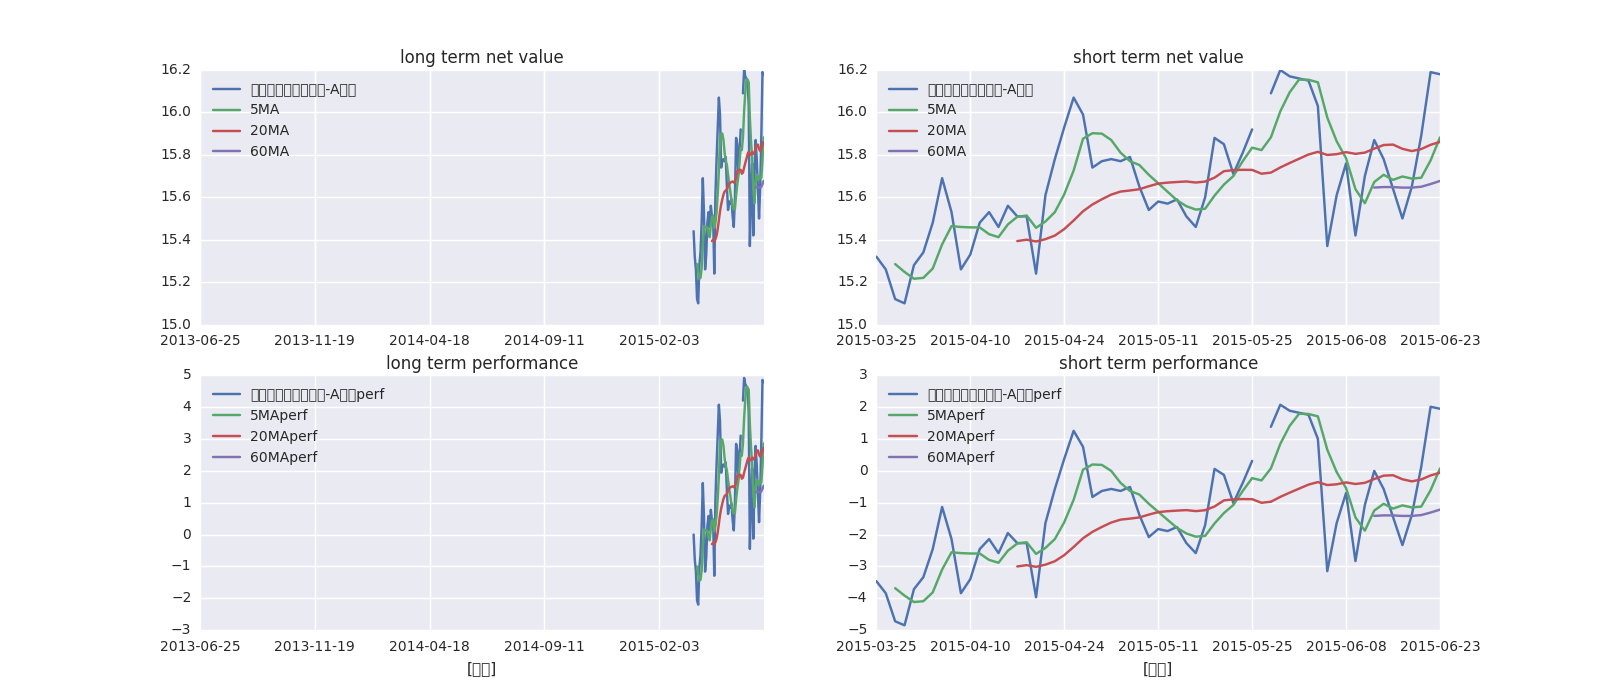 long term net value
16.2
16.0
15.8
15.6
15.4
15.2
15.0
-A
5MA
20MA
60MA
2013-06-25 2013-11-19 2014-04-18 2014-09-11 2015-02-03
short term net value
16.2
16.0
15.8
15.6
15.4
15.2
15.0
-A
5MA
20MA
60MA
2015-03-25 2015-04-10 2015-04-24 2015-05-11 2015-05-25 2015-06-08 2015-06-23
long term performance
5
4
3
2
1
0
−1
−2
−3
-A perf
5MAperf
20MAperf
60MAperf
2013-06-25 2013-11-19 2014-04-18 2014-09-11 2015-02-03
[ ]
short term performance
3
2
1
0
−1
−2
−3
−4
−5
-A perf
5MAperf
20MAperf
60MAperf
2015-03-25 2015-04-10 2015-04-24 2015-05-11 2015-05-25 2015-06-08 2015-06-23
[ ]